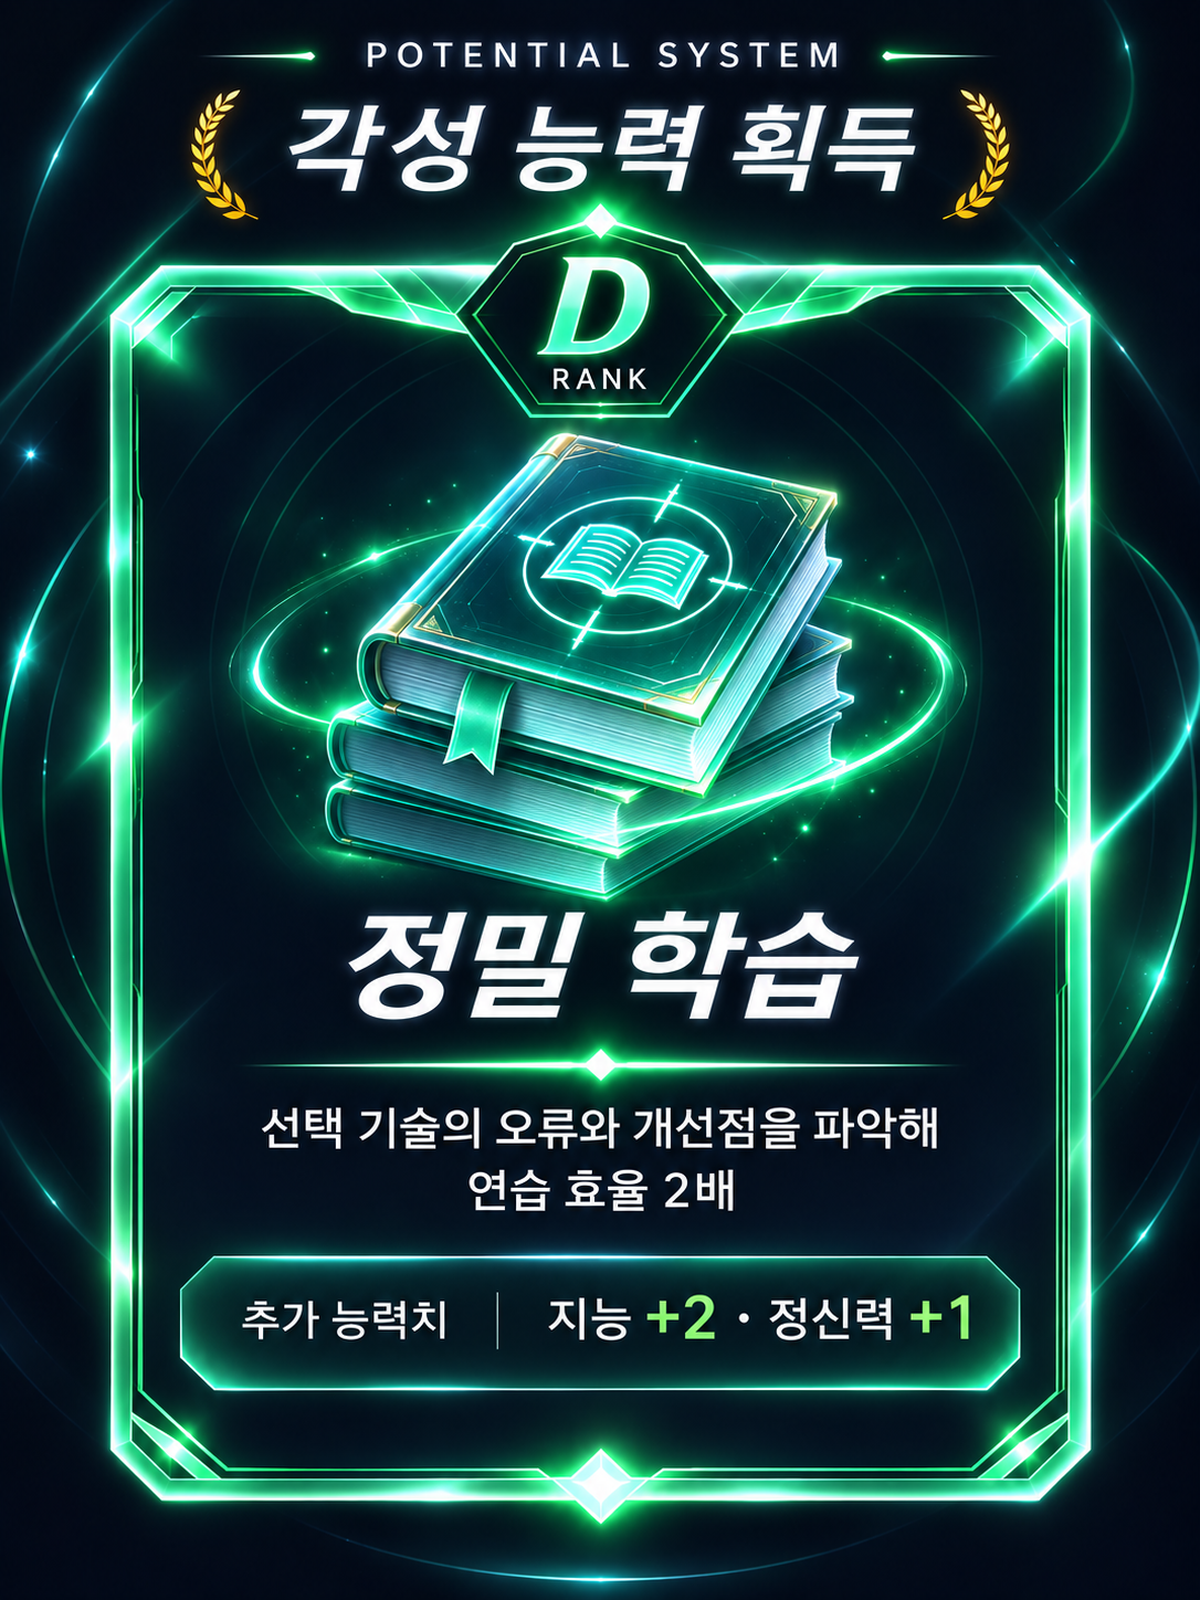 POTENTIAL SYSTEM
각성 능력 획득
D
RANK
정밀 학습
선택 기술의 오류와 개선점을 파악해
연습 효율 2배
추가 능력치 | 지능 +2 · 정신력 +1